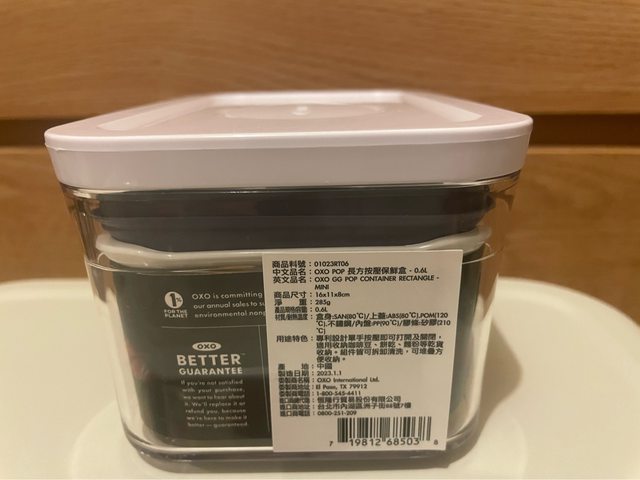 1%
FOR THE
PLANET
OXO is committing
our annual sales to su
environmental nonp
OXO
BETTER
GUARANTEE
If you're not satisfied
with your purchase,
we want to hear about
it. We'll replace it or
refund you, because
we're here to make it
better — guaranteed.
商品料號：01023RT06
中文品名：OXO POP 長方按壓保鮮盒 - 0.6L
英文品名：OXO GG POP CONTAINER RECTANGLE -
MINI
商品尺寸：16x11x8cm
淨 重：285g
產品規格容量：0.6L
材質/耐熱溫度：盒身:SAN(80℃)/上蓋:ABS(80℃),POM(120
℃),不鏽鋼/內盤:PP(90℃)/膠條:矽膠(210
℃)
用途特色：專利設計單手按壓即可打開及關閉，
適用收納咖啡豆、餅乾、麵粉等乾貨
收納。組件皆可拆卸清洗，可堆疊方
便收納。
產 地：中國
製造日期：2023.1.1
委製商名稱：OXO International Ltd.
委製商地址：El Paso, TX 79912
委製商電話：1-800-545-4411
進口總代理：恆隆行貿易股份有限公司
進口商地址：台北市內湖區洲子街88號7樓
進口商電話：0800-251-209
7 19812 68503 8